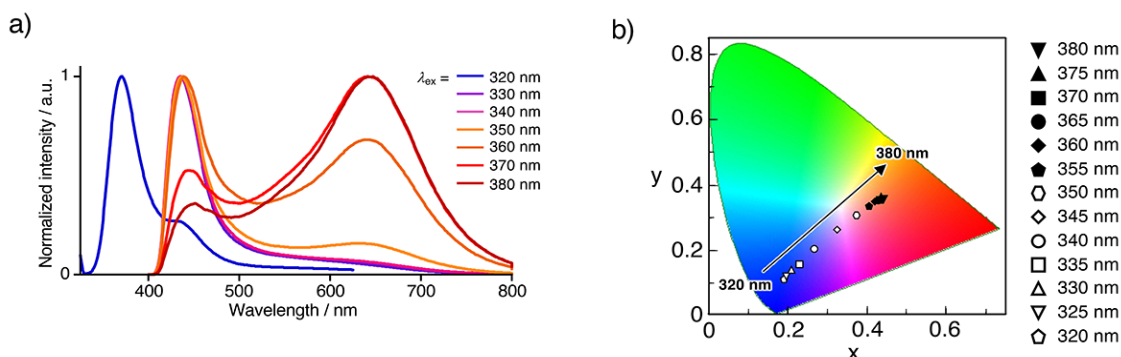 a)
Normalized intensity / a.u.
1
0
400
500
600
700
800
Wavelength / nm
λex =
320 nm
330 nm
340 nm
350 nm
360 nm
370 nm
380 nm
b)
y
0.8
0.6
0.4
0.2
0
0
0.2
0.4
0.6
x
380 nm
320 nm
380 nm
375 nm
370 nm
365 nm
360 nm
355 nm
350 nm
345 nm
340 nm
335 nm
330 nm
325 nm
320 nm